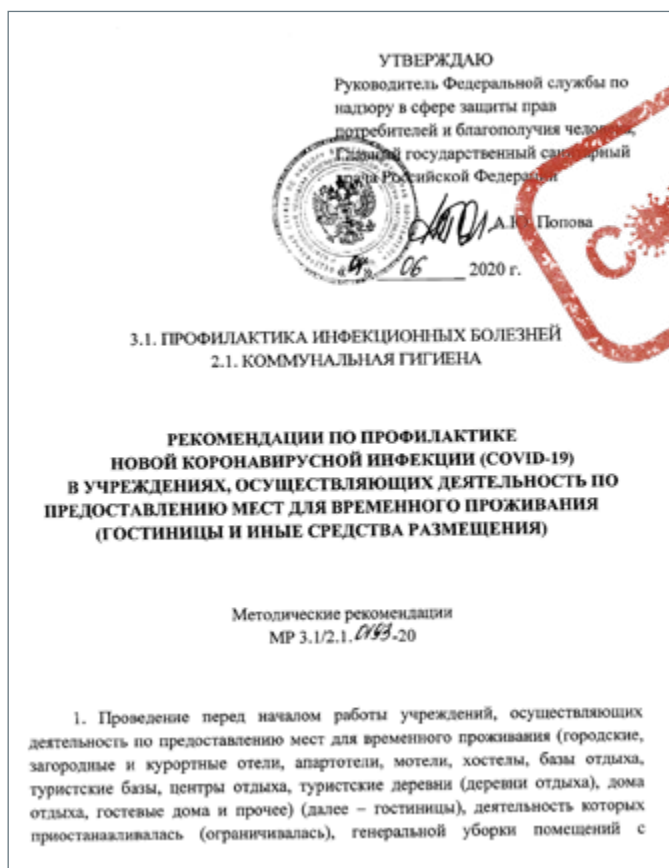 УТВЕРЖДАЮ
Руководитель Федеральной службы по
надзору в сфере защиты прав
потребителей и благополучия человека,
Главный государственный санитарный
врача Российской Федерации
А.Ю. Попова
06 2020 г.
3.1. ПРОФИЛАКТИКА ИНФЕКЦИОННЫХ БОЛЕЗНЕЙ
2.1. КОММУНАЛЬНАЯ ГИГИЕНА
РЕКОМЕНДАЦИИ ПО ПРОФИЛАКТИКЕ
НОВОЙ КОРОНАВИРУСНОЙ ИНФЕКЦИИ (COVID-19)
В УЧРЕЖДЕНИЯХ, ОСУЩЕСТВЛЯЮЩИХ ДЕЯТЕЛЬНОСТЬ ПО
ПРЕДОСТАВЛЕНИЮ МЕСТ ДЛЯ ВРЕМЕННОГО ПРОЖИВАНИЯ
(ГОСТИНИЦЫ И ИНЫЕ СРЕДСТВА РАЗМЕЩЕНИЯ)
Методические рекомендации
МР 3.1/2.1.0193-20
1. Проведение перед началом работы учреждений, осуществляющих
деятельность по предоставлению мест для временного проживания (городские,
загородные и курортные отели, апартотели, мотели, хостелы, базы отдыха,
туристские базы, центры отдыха, туристские деревни (деревни отдыха), дома
отдыха, гостевые дома и прочее) (далее – гостиницы), деятельность которых
приостанавливалась (ограничивалась), генеральной уборки помещений с